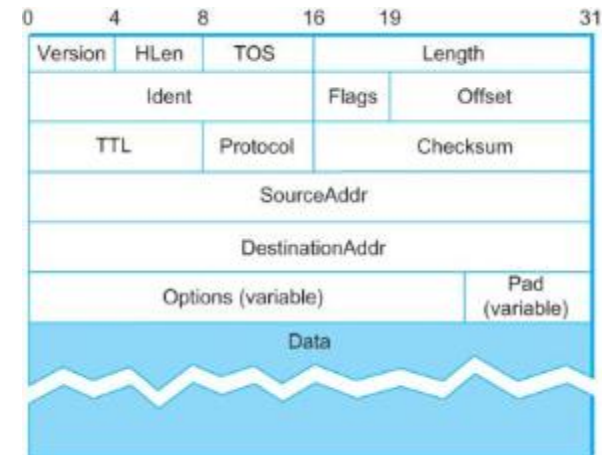 0 4 8 16 19 31
Version HLen TOS Length
Ident Flags Offset
TTL Protocol Checksum
SourceAddr
DestinationAddr
Options (variable) Pad (variable)
Data